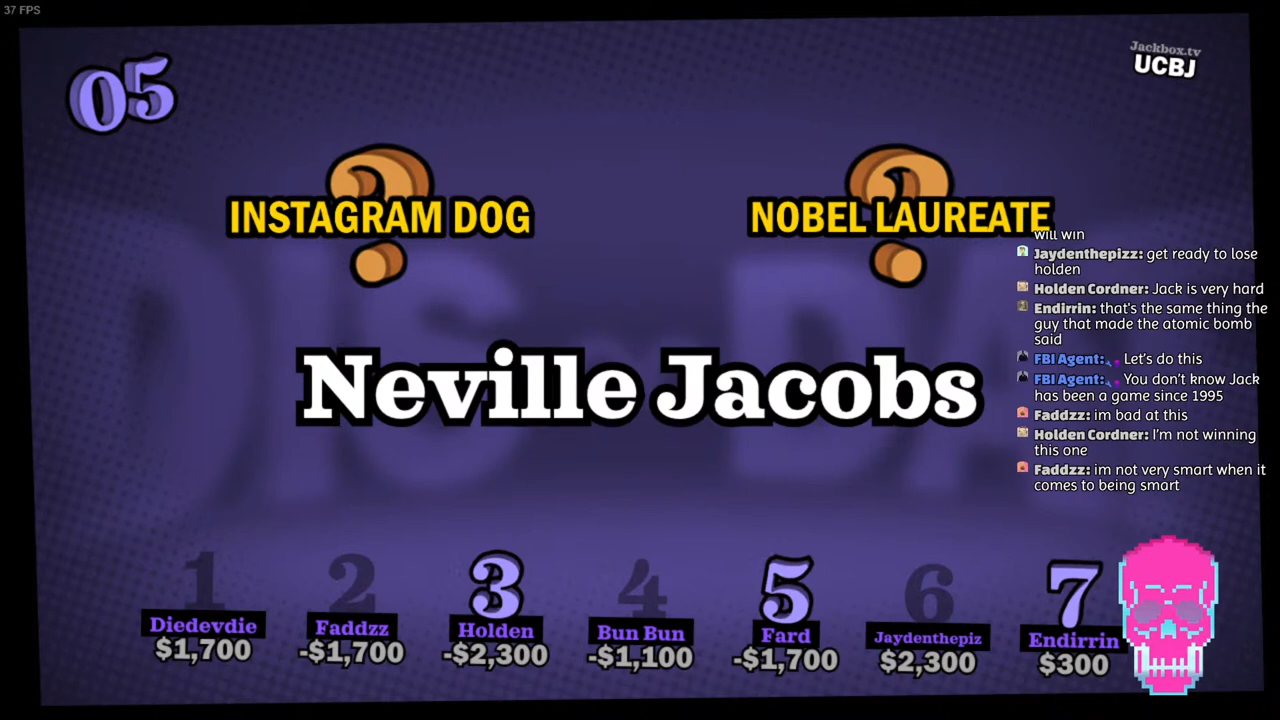 37 FPS
05
Jackbox.tv
UCBJ
?
?
INSTAGRAM DOG
NOBEL LAUREATE
DIS DA
Neville Jacobs
will win
Jaydenthepizz: get ready to lose
holden
Holden Cordner: Jack is very hard
Endirrin: that's the same thing the
guy that made the atomic bomb
said
FBI Agent: Let's do this
FBI Agent: You don't know Jack
has been a game since 1995
Faddzz: im bad at this
Holden Cordner: I'm not winning
this one
Faddzz: im not very smart when it
comes to being smart
1 2 3 4 5 6 7
Diedevdie Faddzz Holden Bun Bun Fard Jaydenthepiz Endirrin
$1,700 -$1,700 -$2,300 -$1,100 -$1,700 $2,300 $300